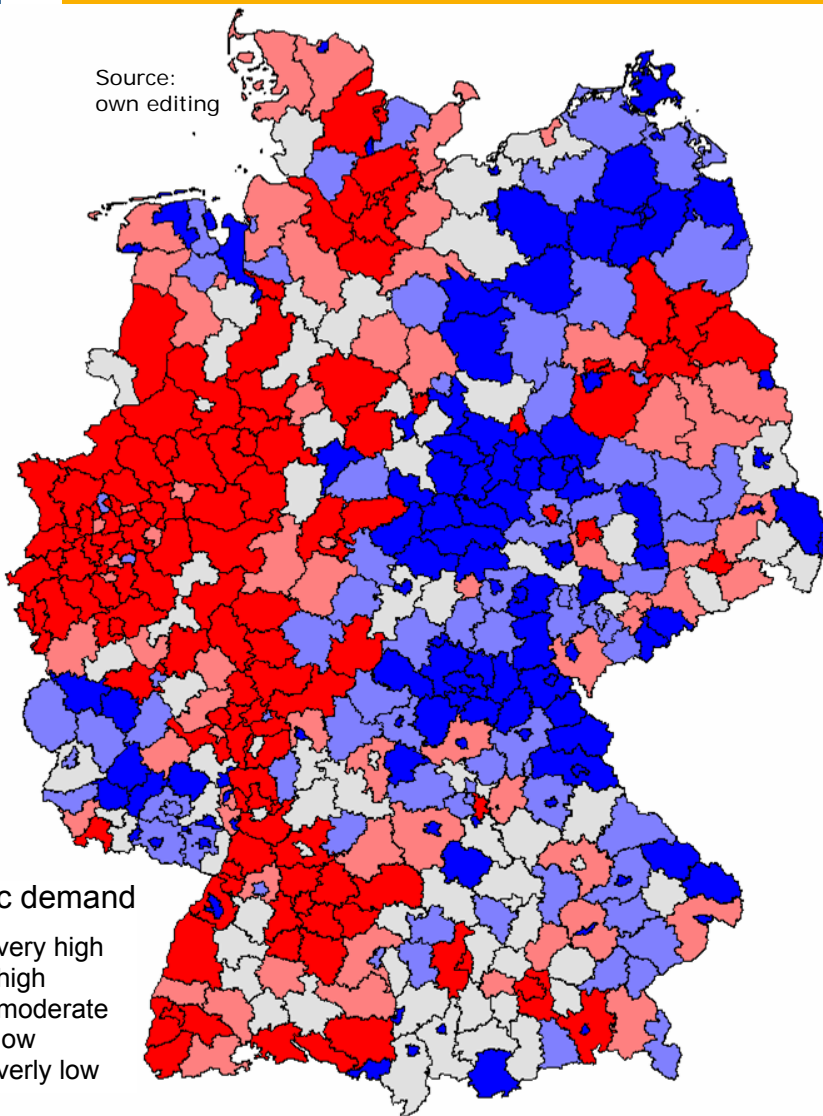 Source:
own editing
c demand
very high
high
moderate
ow
verly low